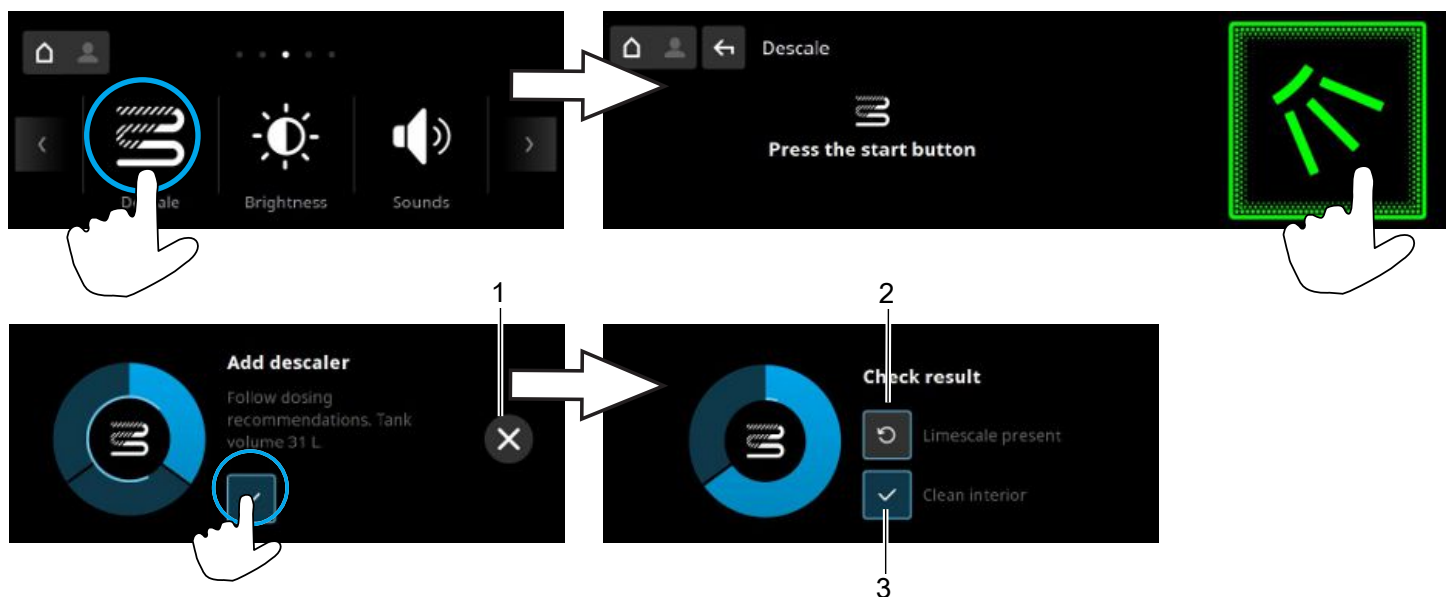 Descale
Press the start button
Brightness
Sounds
1
2
Add descaler
Follow dosing
recommendations. Tank
volume 31 L
Check result
Limescale present
Clean interior
3